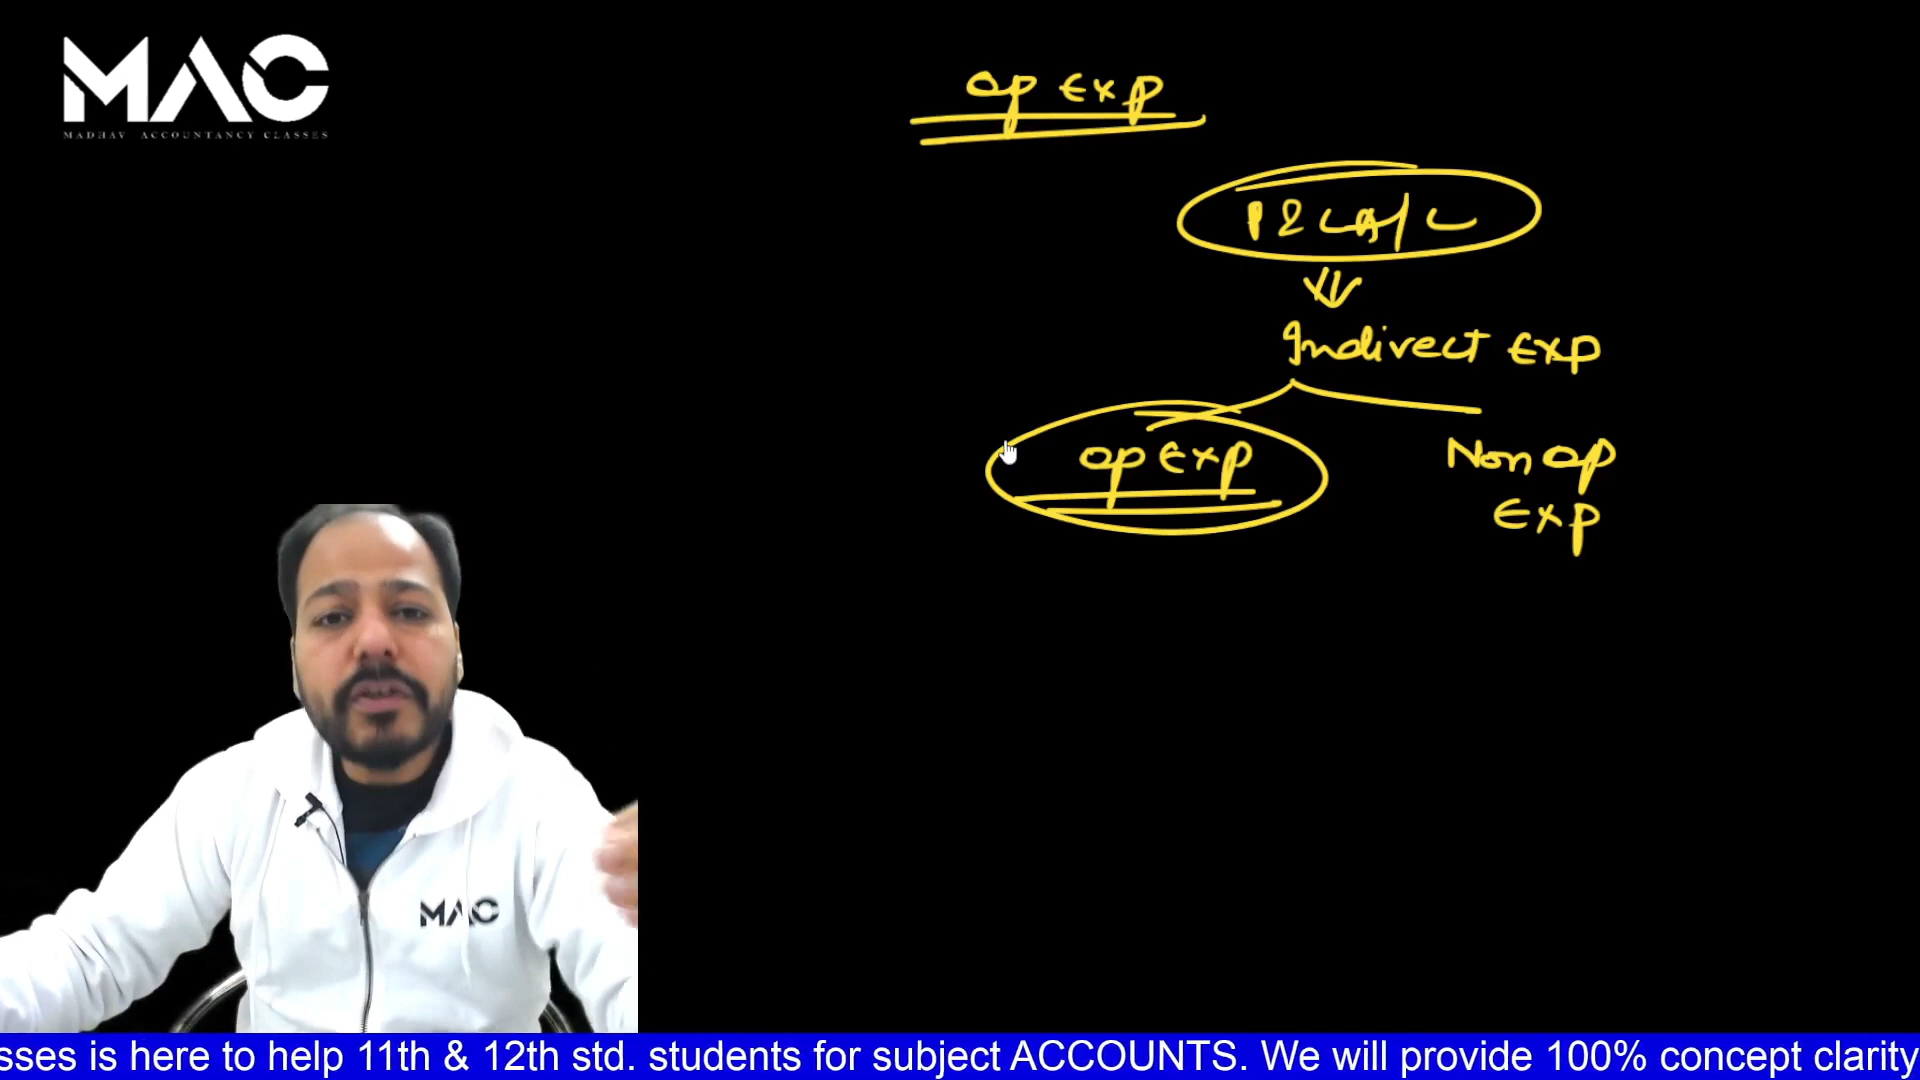 MAC
MADHAV ACCOUNTANCY CLASSES
op Exp
P&L A/C
Indirect Exp
op Exp
Non op
Exp
MAC
sses is here to help 11th & 12th std. students for subject ACCOUNTS. We will provide 100% concept clarity